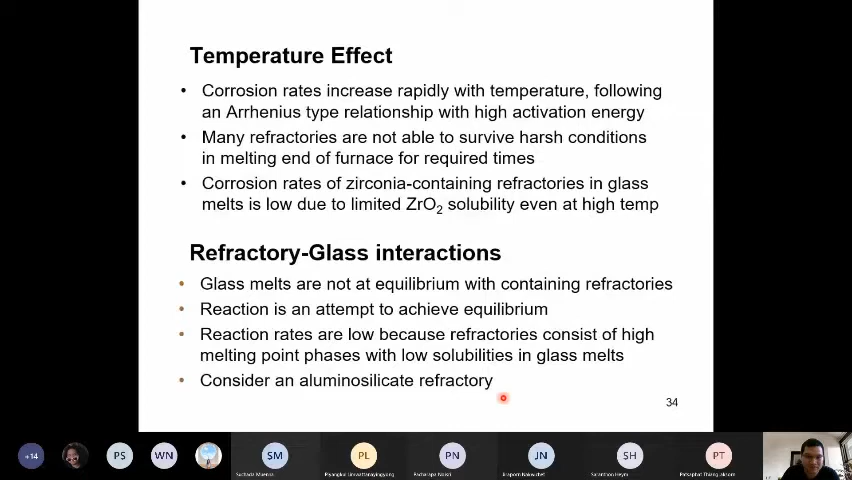 Temperature Effect
• Corrosion rates increase rapidly with temperature, following
an Arrhenius type relationship with high activation energy
• Many refractories are not able to survive harsh conditions
in melting end of furnace for required times
• Corrosion rates of zirconia-containing refractories in glass
melts is low due to limited ZrO₂ solubility even at high temp
Refractory-Glass interactions
• Glass melts are not at equilibrium with containing refractories
• Reaction is an attempt to achieve equilibrium
• Reaction rates are low because refractories consist of high
melting point phases with low solubilities in glass melts
• Consider an aluminosilicate refractory
34
+14 PS WN SM PL PN JN SH PT
Suchada